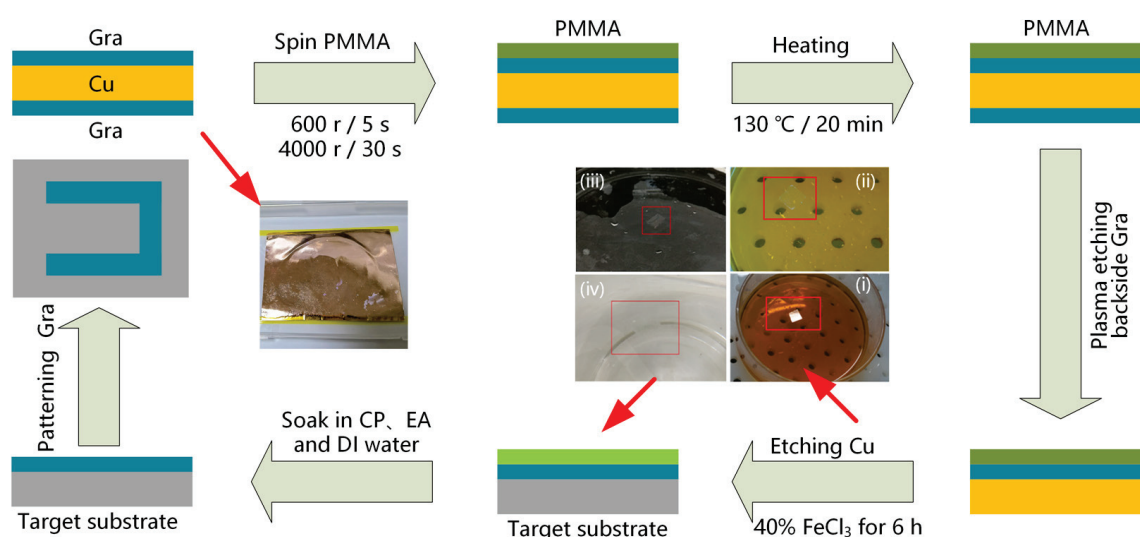 Gra
Spin PMMA
PMMA
Heating
PMMA
Cu
Gra
600 r / 5 s
4000 r / 30 s
130 ℃ / 20 min
(iii)
(ii)
(iv)
(i)
Plasma etching
backside Gra
Patterning Gra
Soak in CP、EA
and DI water
Etching Cu
Target substrate
Target substrate
40% FeCl₃ for 6 h